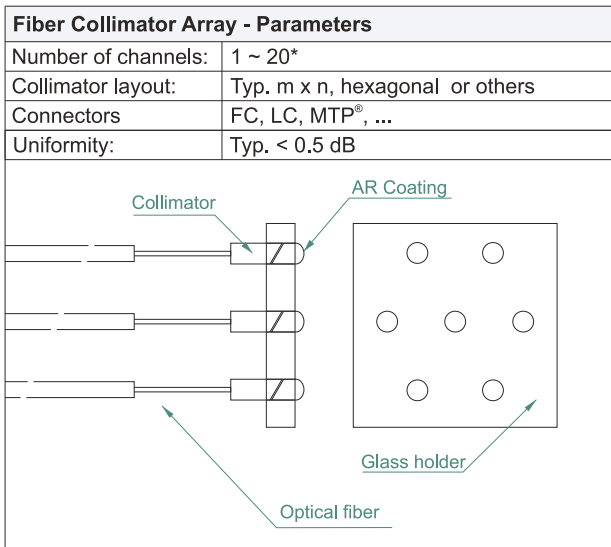 Fiber Collimator Array - Parameters
Number of channels: 1 ~ 20*
Collimator layout: Typ. m x n, hexagonal or others
Connectors FC, LC, MTP®, ...
Uniformity: Typ. < 0.5 dB
AR Coating
Collimator
Glass holder
Optical fiber